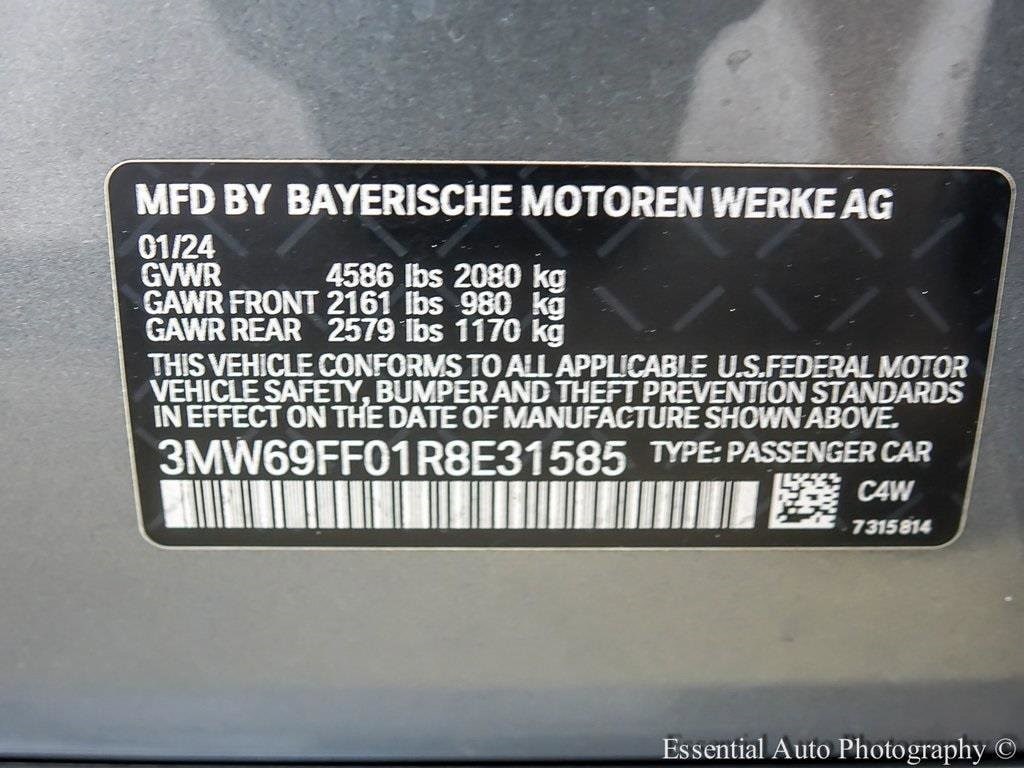 MFD BY BAYERISCHE MOTOREN WERKE AG
01/24
GVWR 4586 lbs 2080 kg
GAWR FRONT 2161 lbs 980 kg
GAWR REAR 2579 lbs 1170 kg
THIS VEHICLE CONFORMS TO ALL APPLICABLE U.S.FEDERAL MOTOR
VEHICLE SAFETY, BUMPER AND THEFT PREVENTION STANDARDS
IN EFFECT ON THE DATE OF MANUFACTURE SHOWN ABOVE.
3MW69FF01R8E31585 TYPE: PASSENGER CAR
C4W
7315814
Essential Auto Photography ©